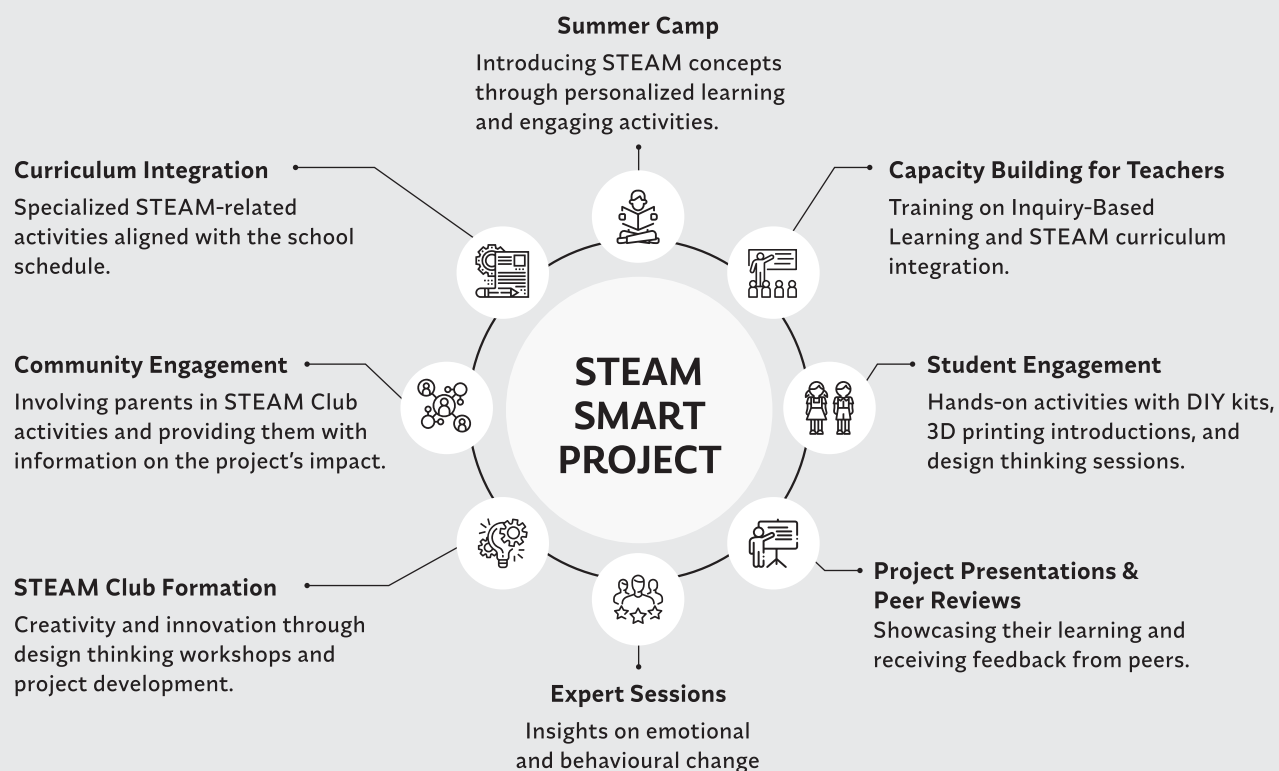 Summer Camp
Introducing STEAM concepts
through personalized learning
and engaging activities.
Curriculum Integration
Specialized STEAM-related
activities aligned with the school
schedule.
Capacity Building for Teachers
Training on Inquiry-Based
Learning and STEAM curriculum
integration.
Community Engagement
Involving parents in STEAM Club
activities and providing them with
information on the project's impact.
STEAM
SMART
PROJECT
Student Engagement
Hands-on activities with DIY kits,
3D printing introductions, and
design thinking sessions.
STEAM Club Formation
Creativity and innovation through
design thinking workshops and
project development.
Project Presentations &
Peer Reviews
Showcasing their learning and
receiving feedback from peers.
Expert Sessions
Insights on emotional
and behavioural change